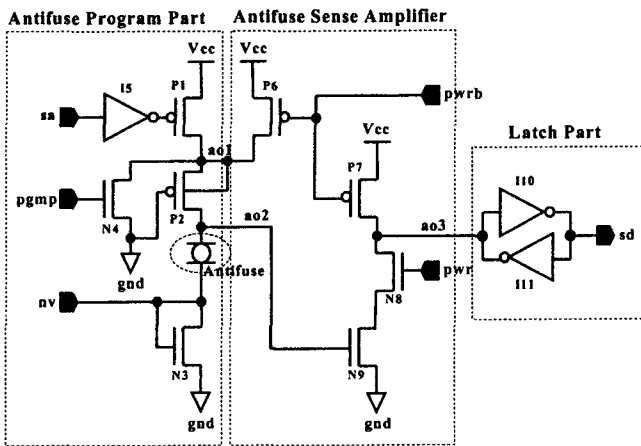 Antifuse Program Part
Antifuse Sense Amplifier
Vcc
Vcc
I5
P1
P6
sa
pwrb
Vcc
Latch Part
ao1
P7
I10
pgmp
P2
N4
ao2
ao3
sd
gnd
Antifuse
pwr
I11
nv
N8
N3
N9
gnd
gnd